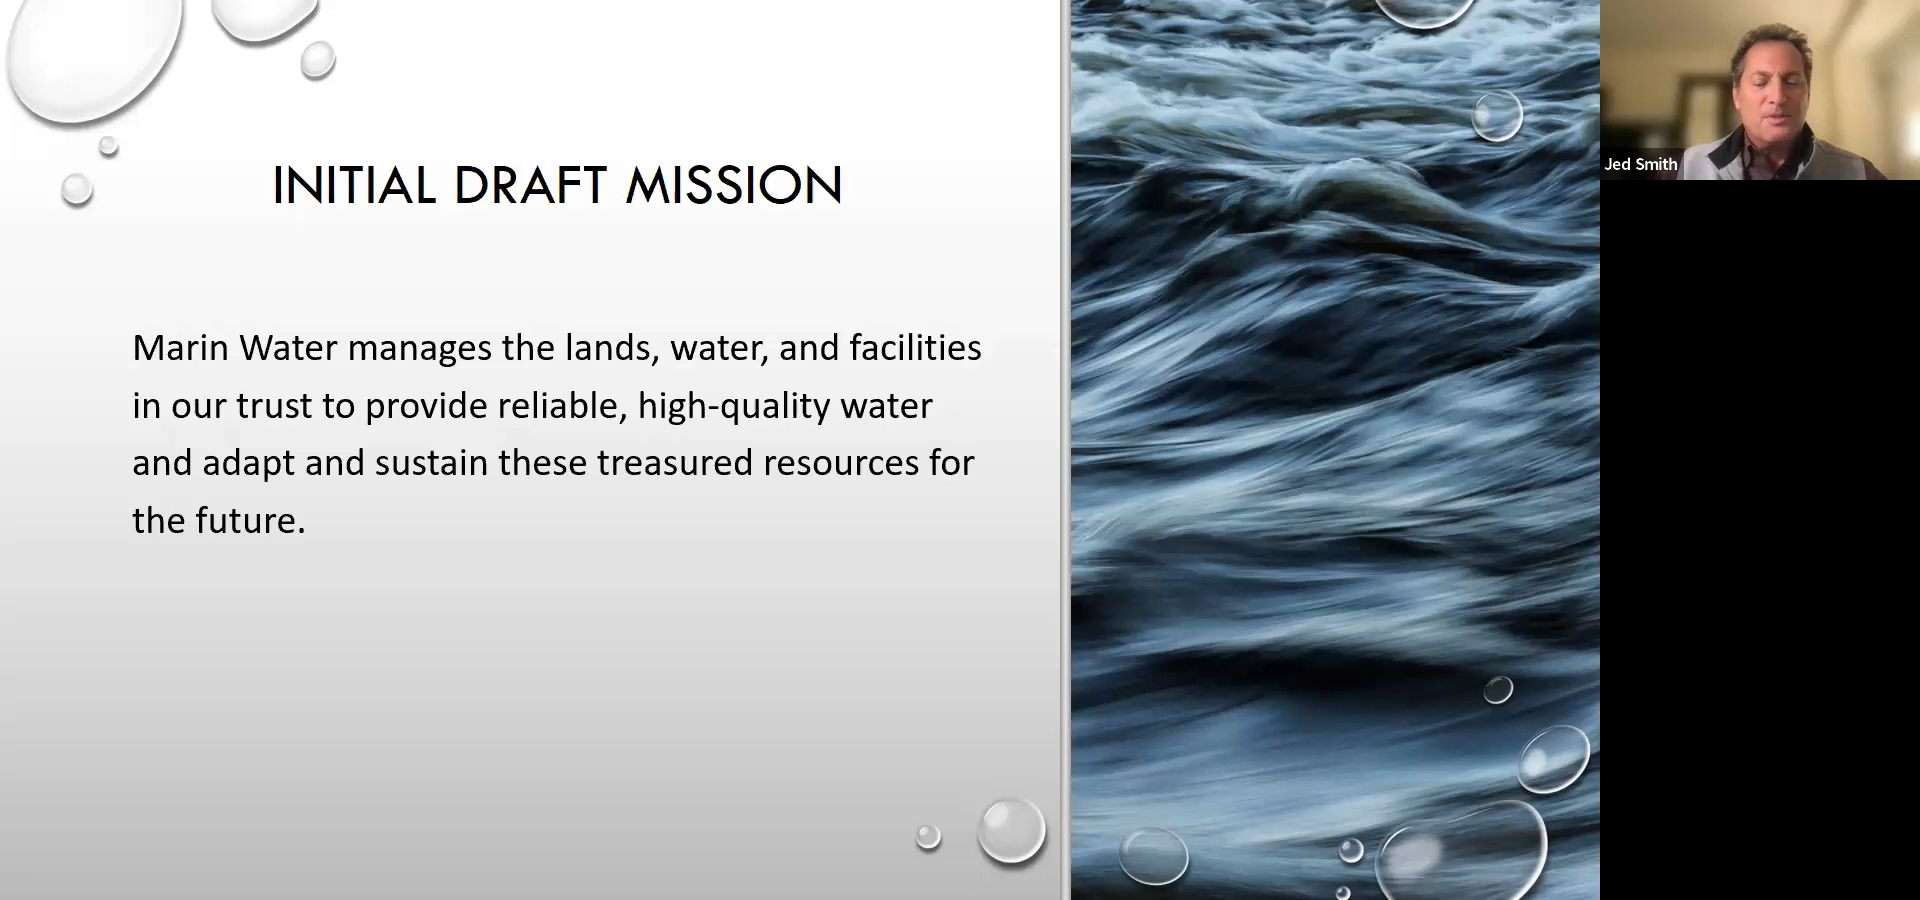 INITIAL DRAFT MISSION
Marin Water manages the lands, water, and facilities
in our trust to provide reliable, high-quality water
and adapt and sustain these treasured resources for
the future.
Jed Smith